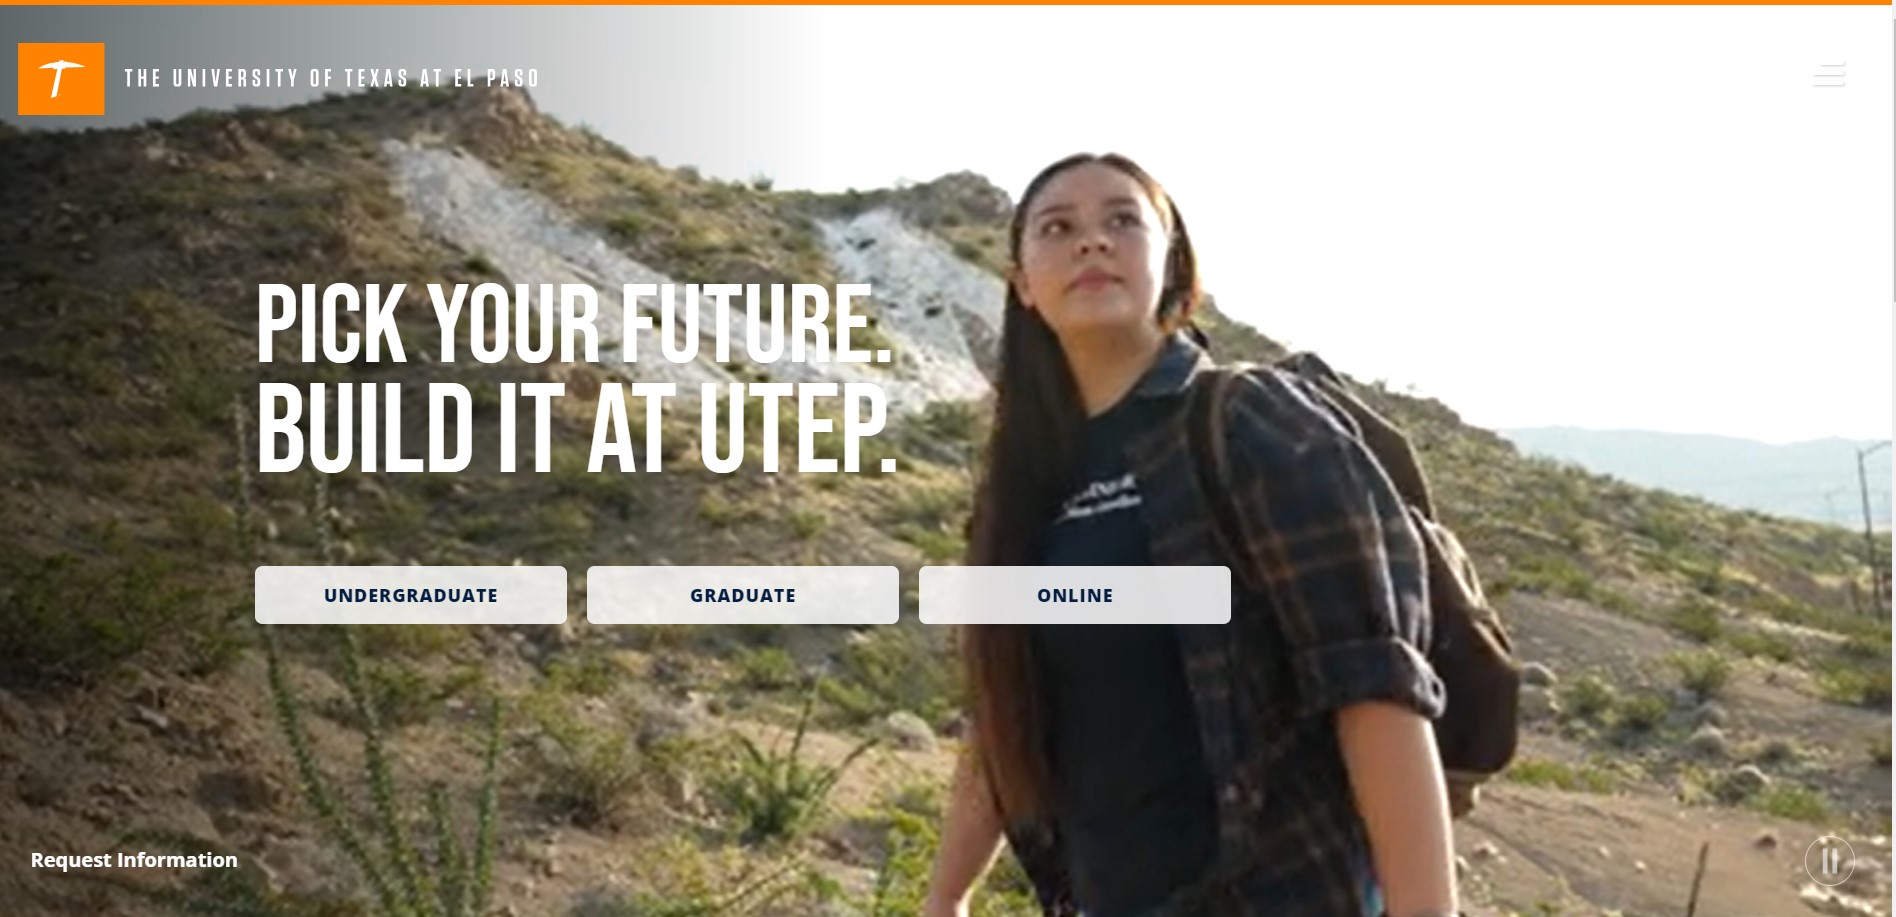 THE UNIVERSITY OF TEXAS AT EL PASO
PICK YOUR FUTURE.
BUILD IT AT UTEP.
UNDERGRADUATE
GRADUATE
ONLINE
Request Information